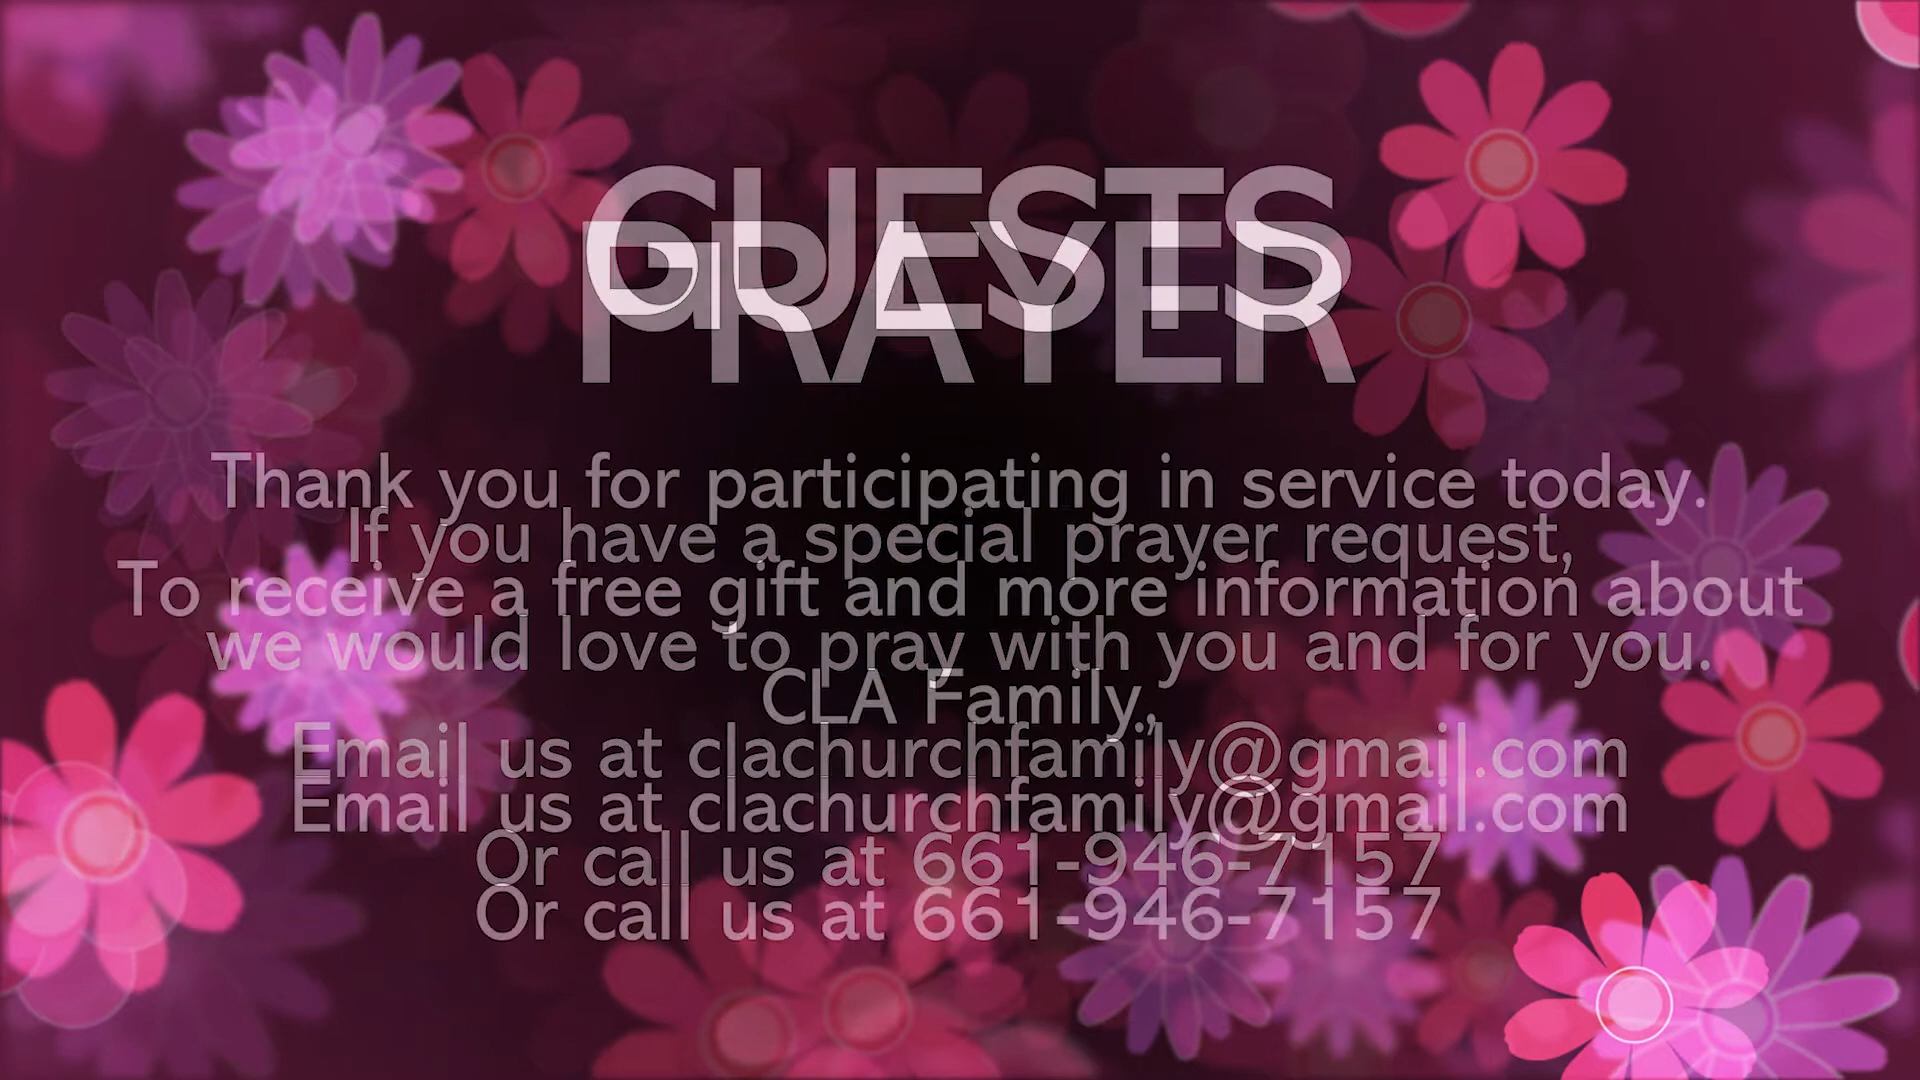 GUESTS
PRAYER
Thank you for participating in service today.
If you have a special prayer request,
To receive a free gift and more information about
we would love to pray with you and for you.
CLA Family,
Email us at clachurchfamily@gmail.com
Email us at clachurchfamily@gmail.com
Or call us at 661-946-7157
Or call us at 661-946-7157